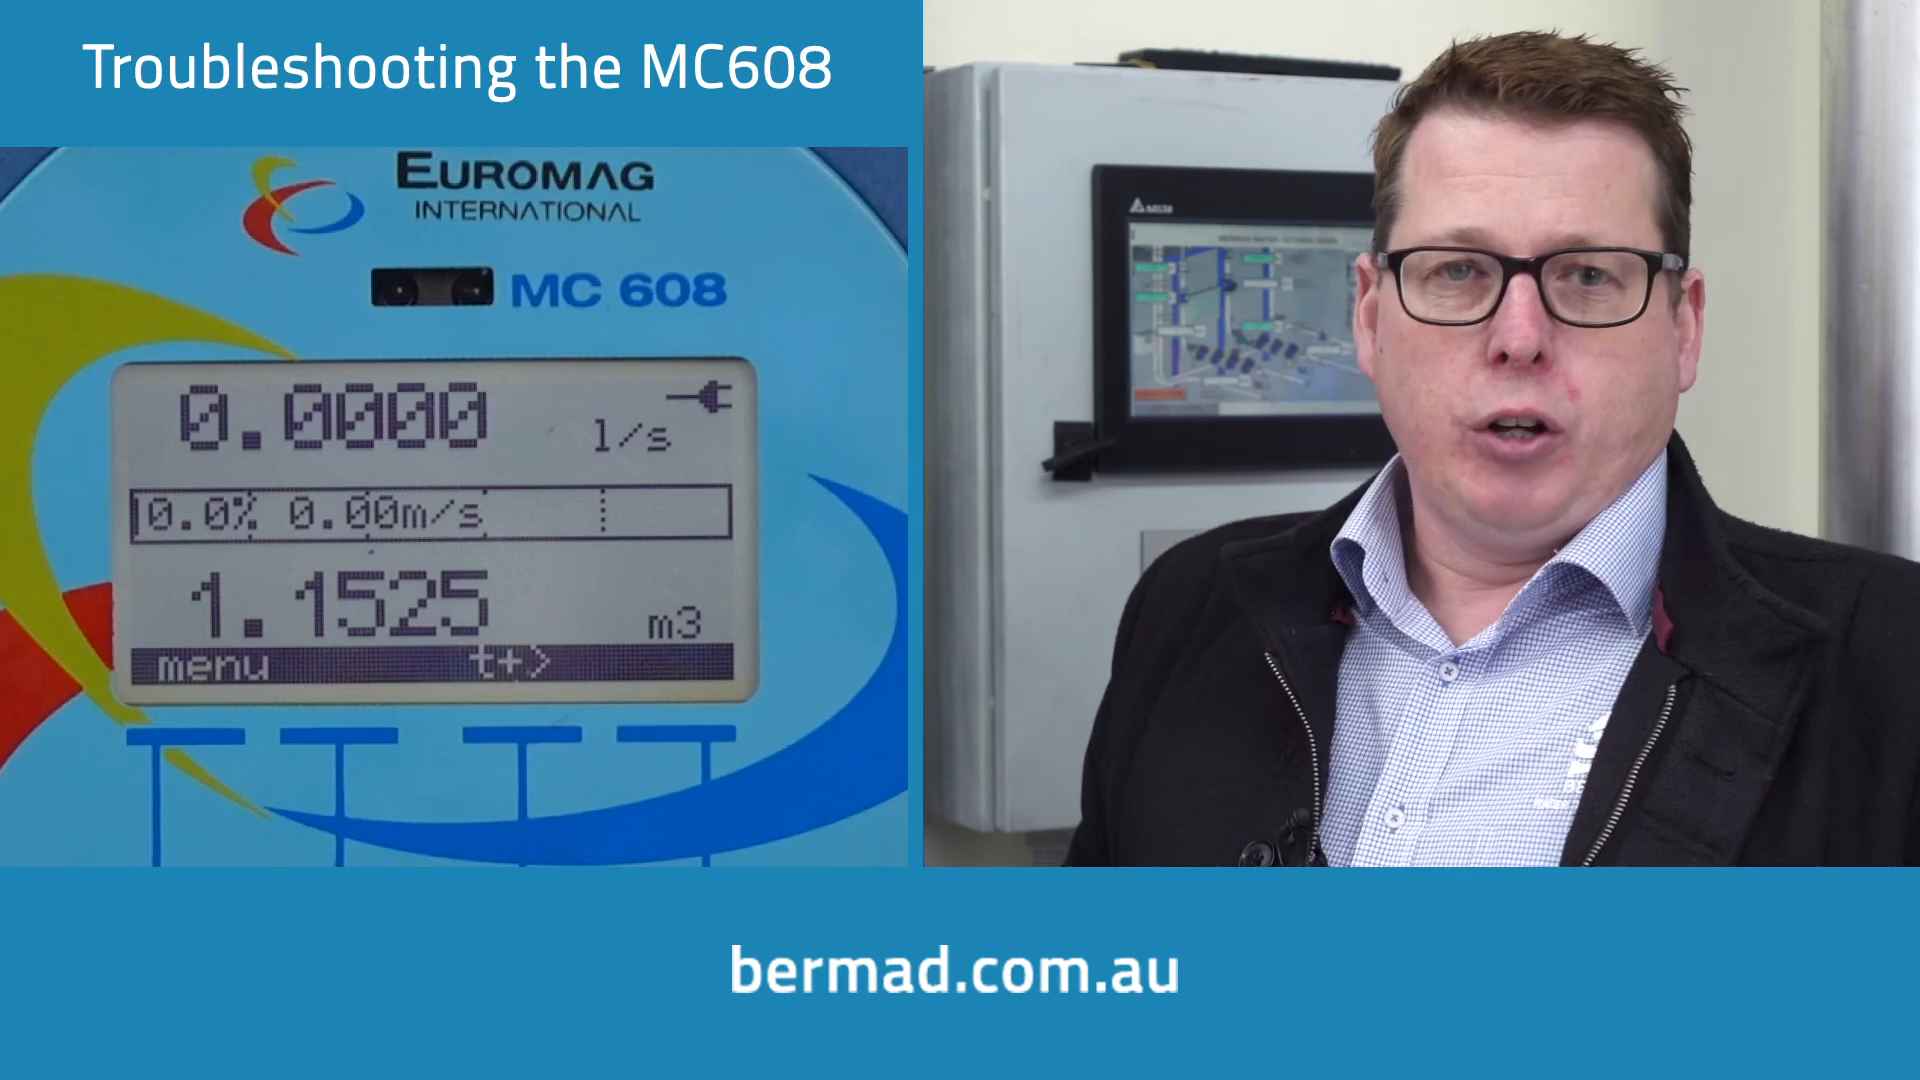 Troubleshooting the MC608
EUROMAG
INTERNATIONAL
MC 608
0.0000 l/s
0.0% 0.00m/s
1.1525 m3
menu t+>
DELTA
bermad.com.au